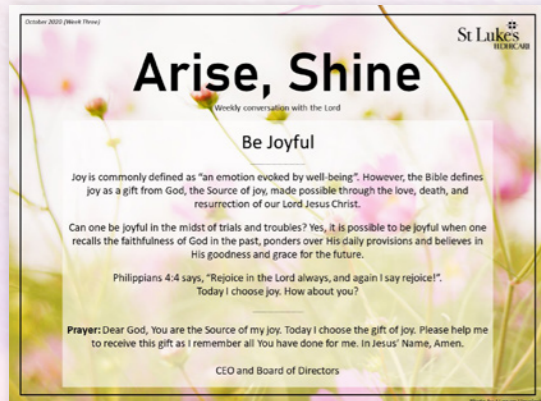 October 2020 (Week Three)
St Luke's
ELDERCARE
Arise, Shine
Weekly conversation with the Lord
Be Joyful
Joy is commonly defined as “an emotion evoked by well-being”. However, the Bible defines
joy as a gift from God, the Source of joy, made possible through the love, death, and
resurrection of our Lord Jesus Christ.
Can one be joyful in the midst of trials and troubles? Yes, it is possible to be joyful when one
recalls the faithfulness of God in the past, ponders over His daily provisions and believes in
His goodness and grace for the future.
Philippians 4:4 says, “Rejoice in the Lord always, and again I say rejoice!”.
Today I choose joy. How about you?
Prayer: Dear God, You are the Source of my joy. Today I choose the gift of joy. Please help me
to receive this gift as I remember all You have done for me. In Jesus’ Name, Amen.
CEO and Board of Directors